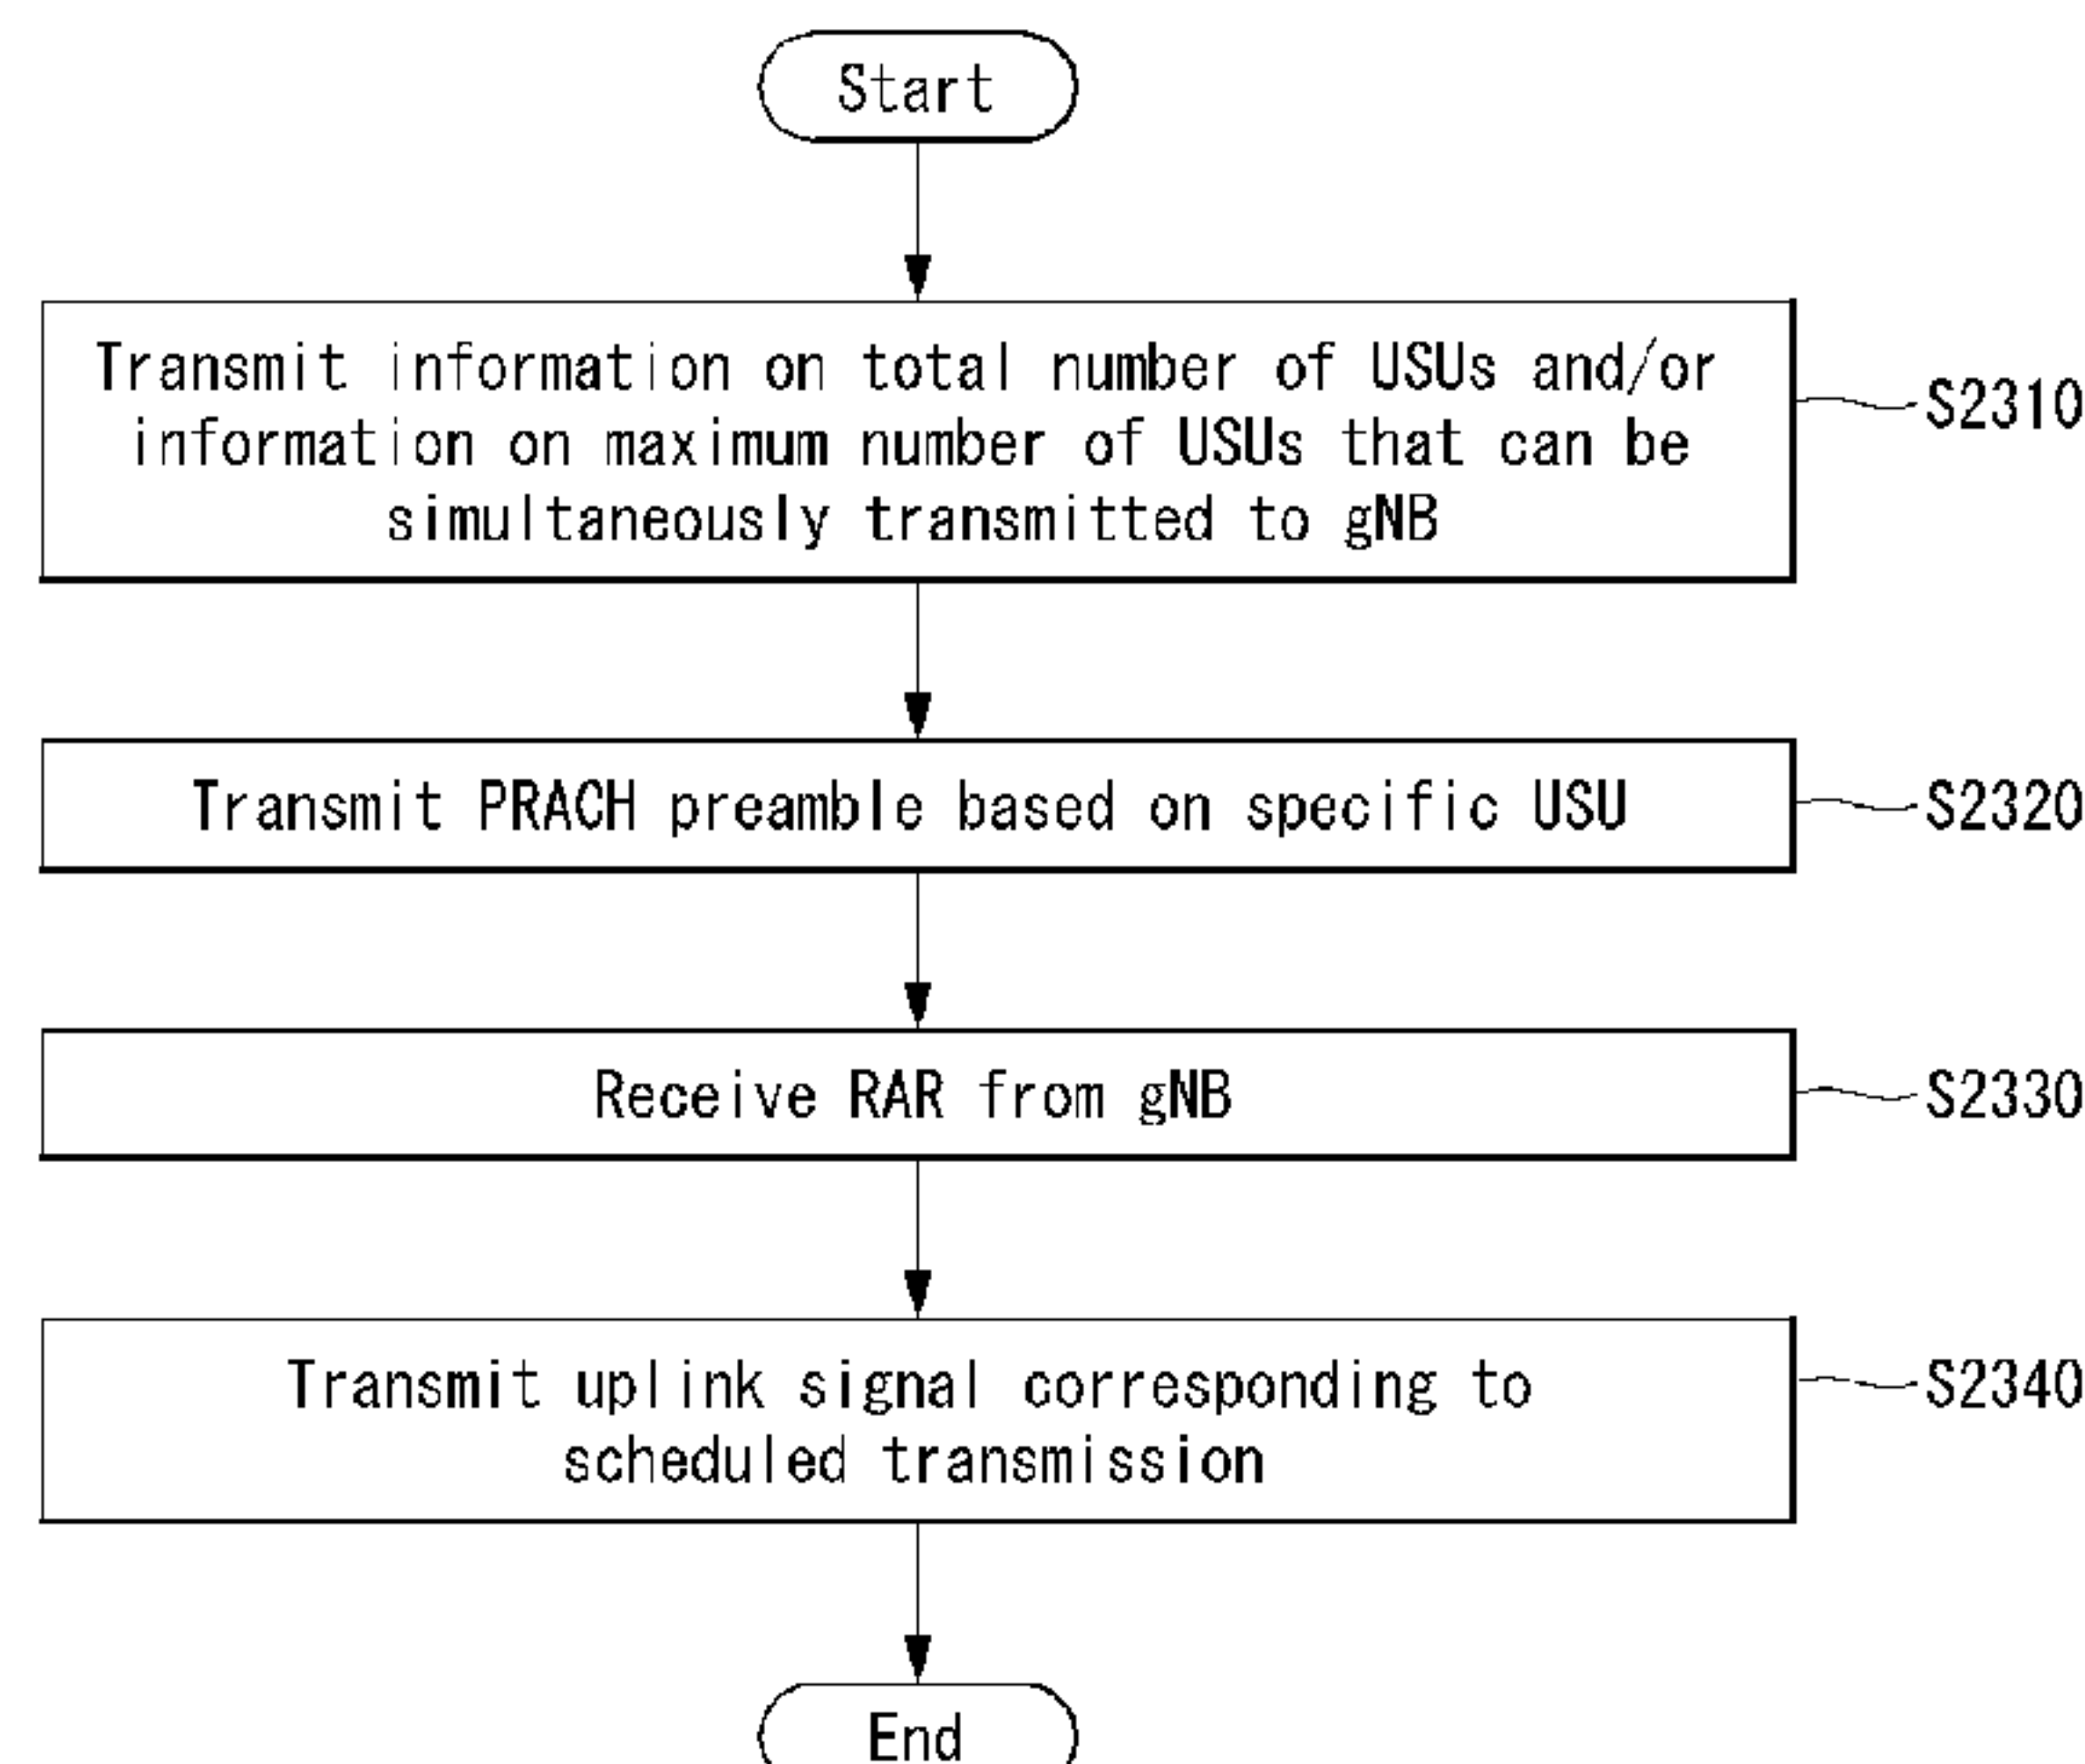 Start
Transmit information on total number of USUs and/or
information on maximum number of USUs that can be
simultaneously transmitted to gNB
S2310
Transmit PRACH preamble based on specific USU
S2320
Receive RAR from gNB
S2330
Transmit uplink signal corresponding to
scheduled transmission
S2340
End